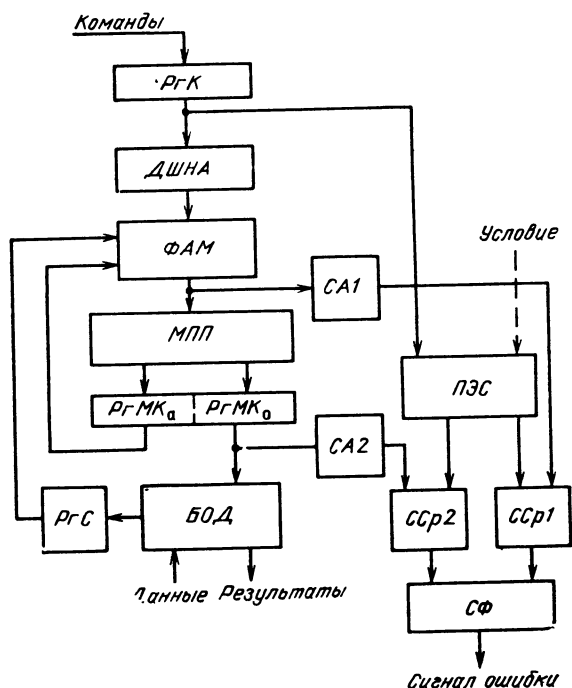 Команды
РгК
ДШНА
ФАМ
Условие
СА1
МПП
ПЭС
РгМКа РгМКо
СА2
РгС
БОД
ССр2
ССр1
Данные Результаты
СФ
Сигнал ошибки